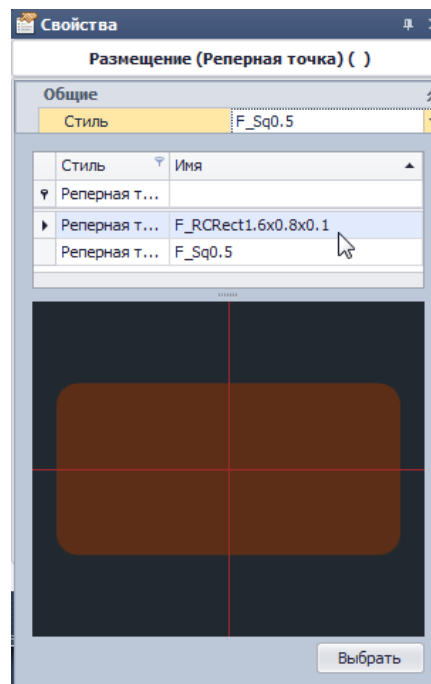 Свойства
Размещение (Реперная точка) ( )
Общие
Стиль F_Sq0.5
Стиль Имя
Реперная т...
Реперная т... F_RCRect1.6x0.8x0.1
Реперная т... F_Sq0.5
Выбрать